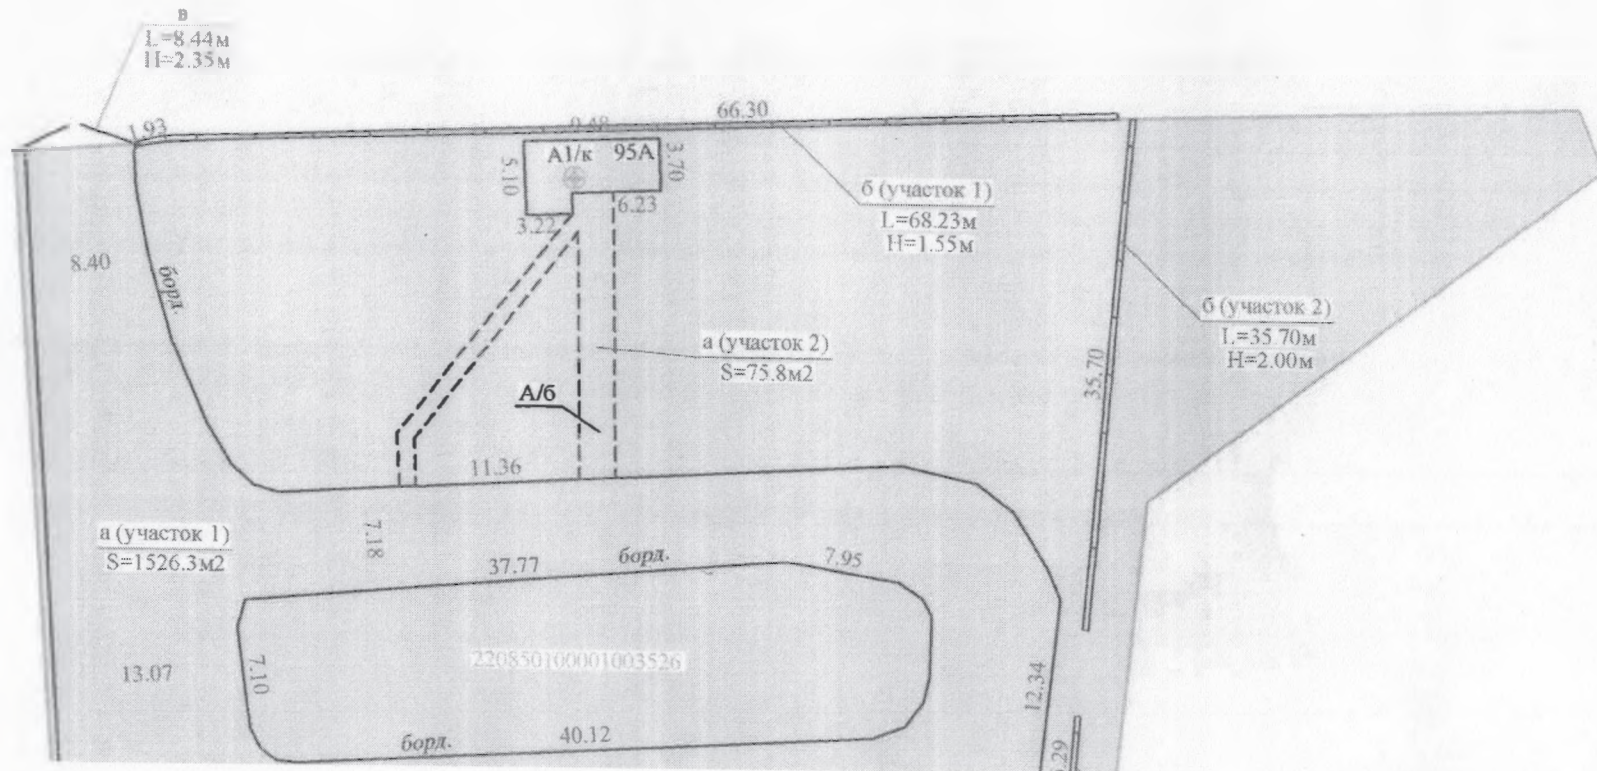 в
L=8.44м
H=2.35м
1.93
66.30
9.48
А1/к 95А
5.10
3.70
6.23
3.22
б (участок 1)
L=68.23м
H=1.55м
8.40
борд.
б (участок 2)
L=35.70м
H=2.00м
а (участок 2)
S=75.8м2
35.70
А/б
11.36
а (участок 1)
S=1526.3м2
7.18
37.77
борд.
7.95
220850100001003526
13.07
7.10
12.34
борд.
40.12